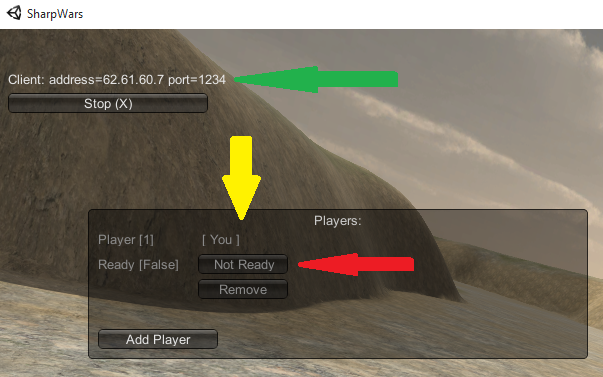 SharpWars
Client: address=62.61.60.7 port=1234
Stop (X)
Players:
Player [1] [ You ]
Ready [False] Not Ready
Remove
Add Player